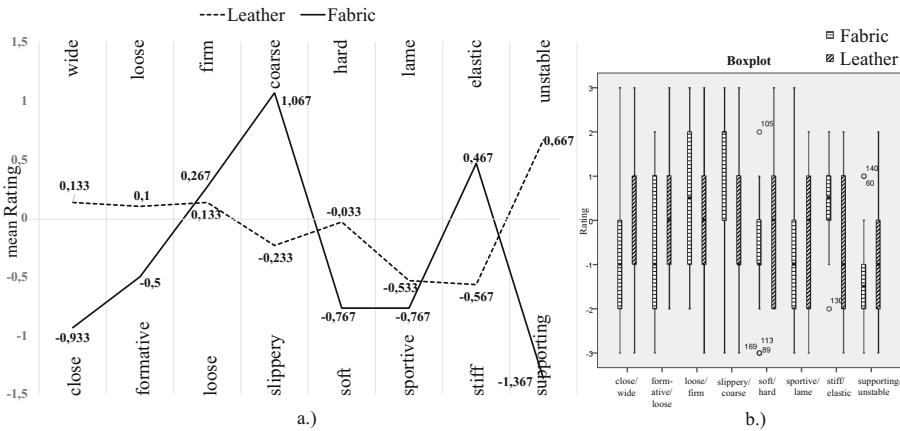 Leather Fabric
1,5
wide loose firm coarse hard lame elastic unstable
1
1,067
0,5
0,133 0,1 0,267 0,467 0,667
0,133
mean Rating
0
-0,033
-0,233
-0,5
-0,5
-0,533
-0,567
-0,933
-0,767 -0,767
-1
-1,367
close formative loose slippery soft sportive stiff supporting
-1,5
a.)
Fabric
Leather
Boxplot
Rating
3
2
1
0
-1
-2
-3
105
140
60
130
113
169
89
close/ wide
form- ative/ loose
loose/ firm
slippery/ coarse
soft/ hard
sportive/ lame
stiff/ elastic
supporting/ unstable
b.)